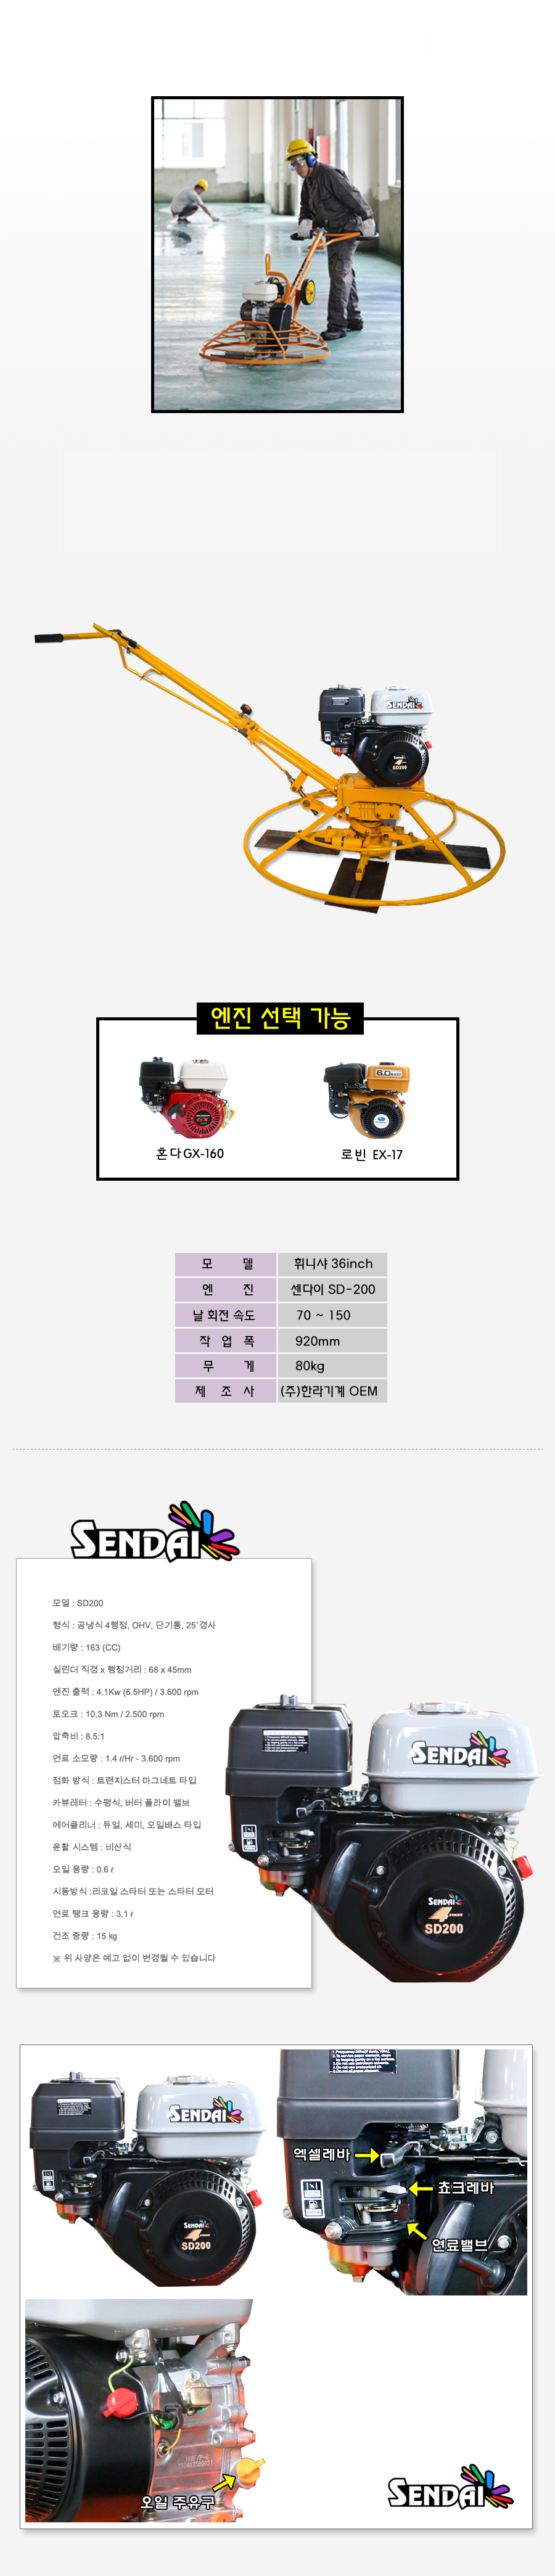 SENDAI
SD200
엔진 선택 가능
6.0
혼다GX-160
로빈 EX-17
모 델 휘니샤 36inch
엔 진 센다이 SD-200
날 회전 속도 70 ~ 150
작 업 폭 920mm
무 게 80kg
제 조 사 (주)한라기계 OEM
SENDAI
모델 : SD200
형식 : 공냉식 4행정, OHV, 단기통, 25˚경사
배기량 : 163 (CC)
실린더 직경 x 행정거리 : 68 x 45mm
엔진 출력 : 4.1Kw (6.5HP) / 3.600 rpm
토오크 : 10.3 Nm / 2.500 rpm
압축비 : 8.5:1
연료 소모량 : 1.4 ℓ/Hr - 3.600 rpm
점화 방식 : 트랜지스터 마그네트 타입
카뷰레터 : 수평식, 버터 플라이 밸브
에어클리너 : 듀얼, 세미, 오일배스 타입
윤활 시스템 : 비산식
오일 용량 : 0.6 ℓ
시동방식 :리코일 스타터 또는 스타터 모터
연료 탱크 용량 : 3.1 ℓ
건조 중량 : 15 kg
※ 위 사양은 예고 없이 변경될 수 있습니다
SENDAI
SENDAI
SD200
SENDAI
SENDAI
SD200
엑셀레바
쵸크레바
연료밸브
오일 주유구
SENDAI